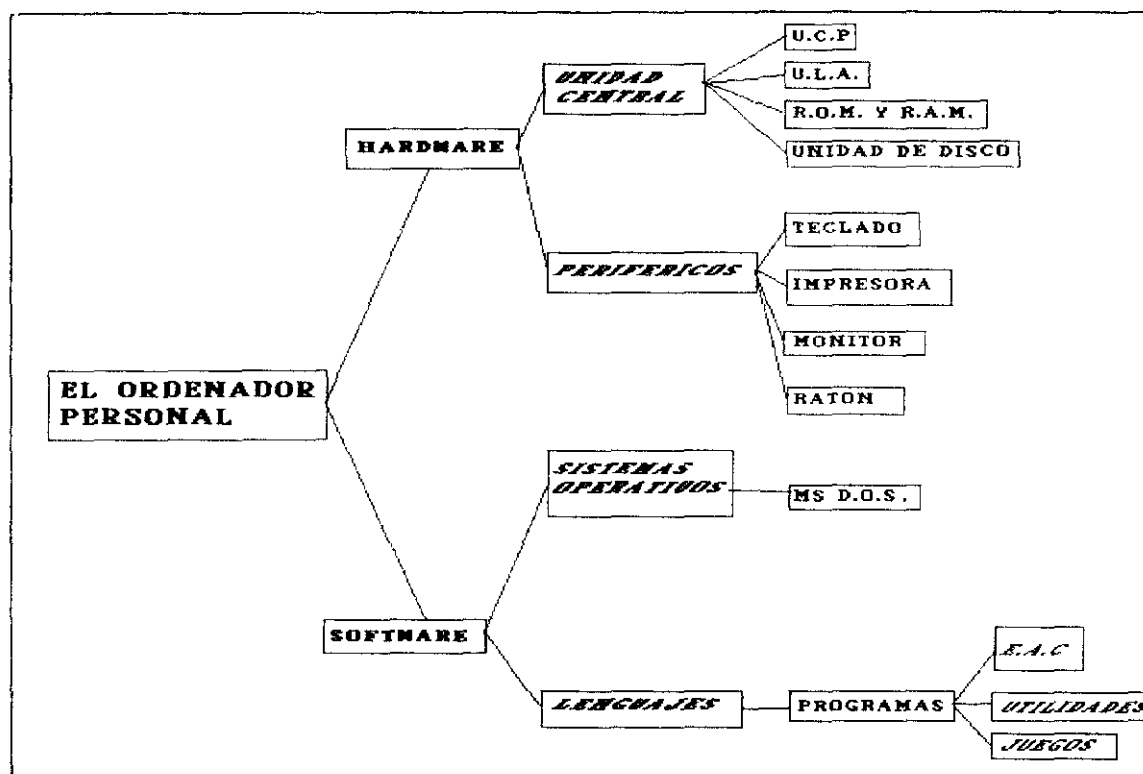 U.C.P
UNIDAD
CENTRAL
U.L.A.
R.O.M. Y R.A.M.
HARDWARE
UNIDAD DE DISCO
TECLADO
PERIFERICOS
IMPRESORA
MONITOR
EL ORDENADOR
PERSONAL
RATON
SISTEMAS
OPERATIVOS
MS D.O.S.
SOFTWARE
E.A.C
LENGUAJES
PROGRAMAS
UTILIDADES
JUEGOS